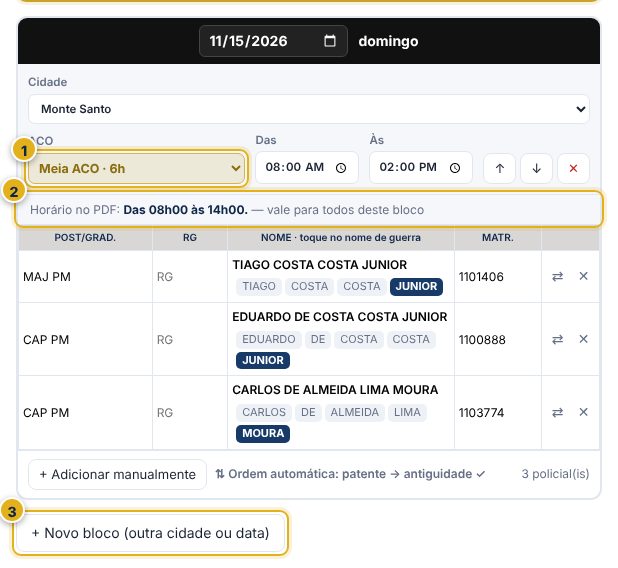 11/15/2026 domingo
Cidade
Monte Santo
ACO Das Às
1
Meia ACO · 6h 08:00 AM 02:00 PM ↑ ↓ ×
2
Horário no PDF: Das 08h00 às 14h00. — vale para todos deste bloco
POST/GRAD. RG NOME · toque no nome de guerra MATR.
MAJ PM RG TIAGO COSTA COSTA JUNIOR 1101406 ⇄ ✕
TIAGO COSTA COSTA JUNIOR
CAP PM RG EDUARDO DE COSTA COSTA JUNIOR 1100888 ⇄ ✕
EDUARDO DE COSTA COSTA
JUNIOR
CAP PM RG CARLOS DE ALMEIDA LIMA MOURA 1103774 ⇄ ✕
CARLOS DE ALMEIDA LIMA
MOURA
+ Adicionar manualmente ⇅ Ordem automática: patente → antiguidade ✓ 3 policial(is)
3
+ Novo bloco (outra cidade ou data)